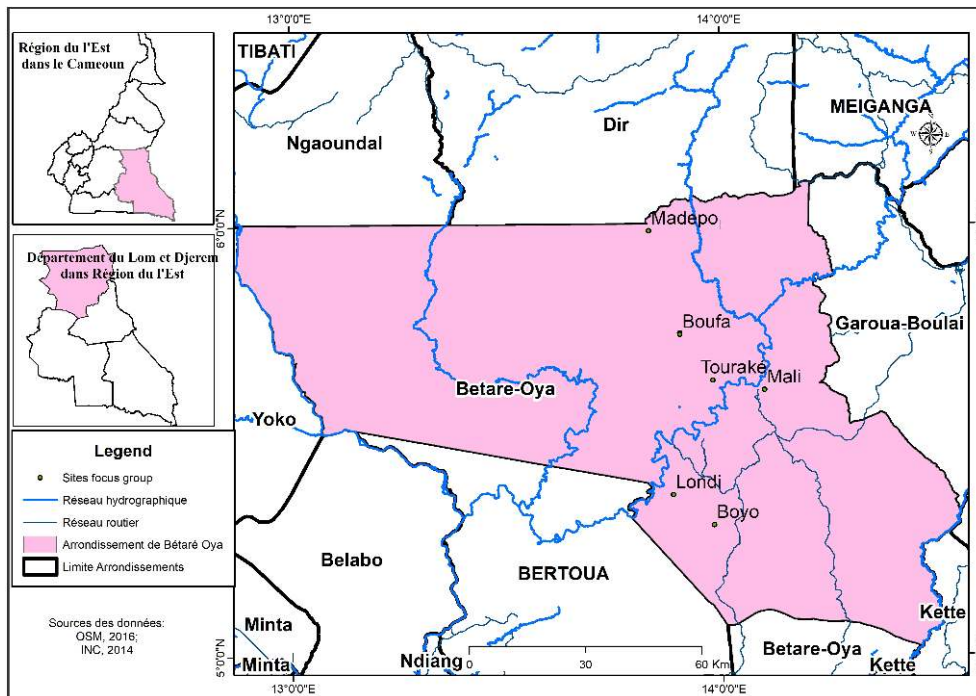 Région du l'Est
dans le Cameoun
Département du Lom et Djerem
dans Région du l'Est
Legend
Sites focus group
Réseau hydrographique
Réseau routier
Arrondissement de Bétaré Oya
Limite Arrondissements
Sources des données:
OSM, 2016;
INC, 2014
13°0'0"E
14°0'0"E
TIBATI
MEIGANGA
Dir
Ngaoundal
N
W
E
S
Madepo
6°0'0"N
Boufa
Garoua-Boulai
Touraké
Mali
Betare-Oya
Yoko
Londi
Boyo
Belabo
BERTOUA
Kette
Minta
Betare-Oya
Minta
Ndiang
0
30
60 Km
Kette
5°0'0"N
13°0'0"E
14°0'0"E